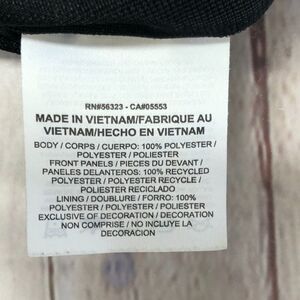 RN#56323 - CA#05553
MADE IN VIETNAM/FABRIQUE AU
VIETNAM/HECHO EN VIETNAM
BODY / CORPS / CUERPO: 100% POLYESTER /
POLYESTER / POLIESTER
FRONT PANELS / PIECES DU DEVANT /
PANELES DELANTEROS: 100% RECYCLED
POLYESTER / POLYESTER RECYCLE /
POLIESTER RECICLADO
LINING / DOUBLURE / FORRO: 100%
POLYESTER / POLYESTER / POLIESTER
EXCLUSIVE OF DECORATION / DECORATION
NON COMPRISE / NO INCLUYE LA
DECORACION